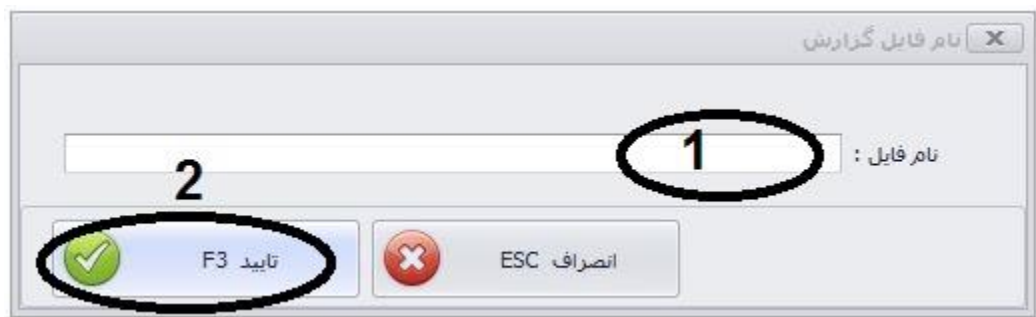 نام فایل گزارش
نام فایل :
1
2
انصراف ESC
تایید F3